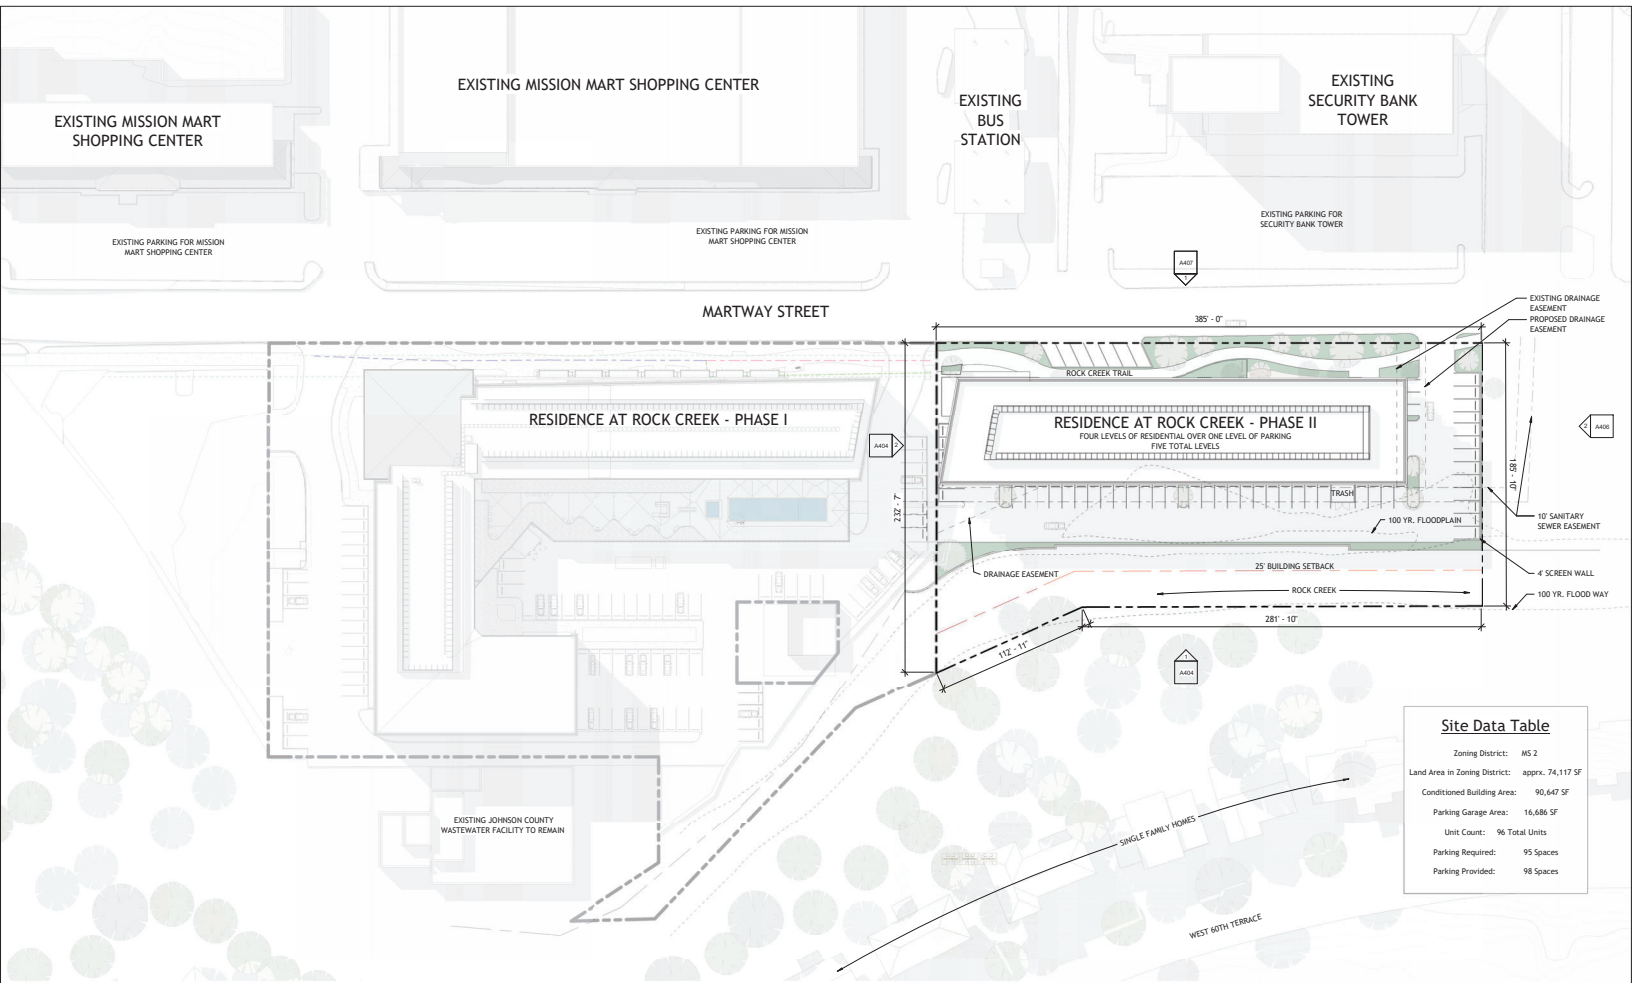 EXISTING MISSION MART
SHOPPING CENTER
EXISTING MISSION MART SHOPPING CENTER
EXISTING
BUS
STATION
EXISTING
SECURITY BANK
TOWER
EXISTING PARKING FOR MISSION
MART SHOPPING CENTER
EXISTING PARKING FOR MISSION
MART SHOPPING CENTER
EXISTING PARKING FOR
SECURITY BANK TOWER
A407
1
MARTWAY STREET
385' - 0"
EXISTING DRAINAGE
EASEMENT
PROPOSED DRAINAGE
EASEMENT
ROCK CREEK TRAIL
RESIDENCE AT ROCK CREEK - PHASE I
RESIDENCE AT ROCK CREEK - PHASE II
FOUR LEVELS OF RESIDENTIAL OVER ONE LEVEL OF PARKING
FIVE TOTAL LEVELS
A404 2
2 A406
232' - 7"
185' - 10"
TRASH
100 YR. FLOODPLAIN
10' SANITARY
SEWER EASEMENT
DRAINAGE EASEMENT
25' BUILDING SETBACK
4' SCREEN WALL
ROCK CREEK
100 YR. FLOOD WAY
281' - 10"
112' - 11"
1
A404
Site Data Table
Zoning District: MS 2
Land Area in Zoning District: apprx. 74,117 SF
Conditioned Building Area: 90,647 SF
Parking Garage Area: 16,686 SF
Unit Count: 96 Total Units
Parking Required: 95 Spaces
Parking Provided: 98 Spaces
EXISTING JOHNSON COUNTY
WASTEWATER FACILITY TO REMAIN
SINGLE FAMILY HOMES
WEST 60TH TERRACE